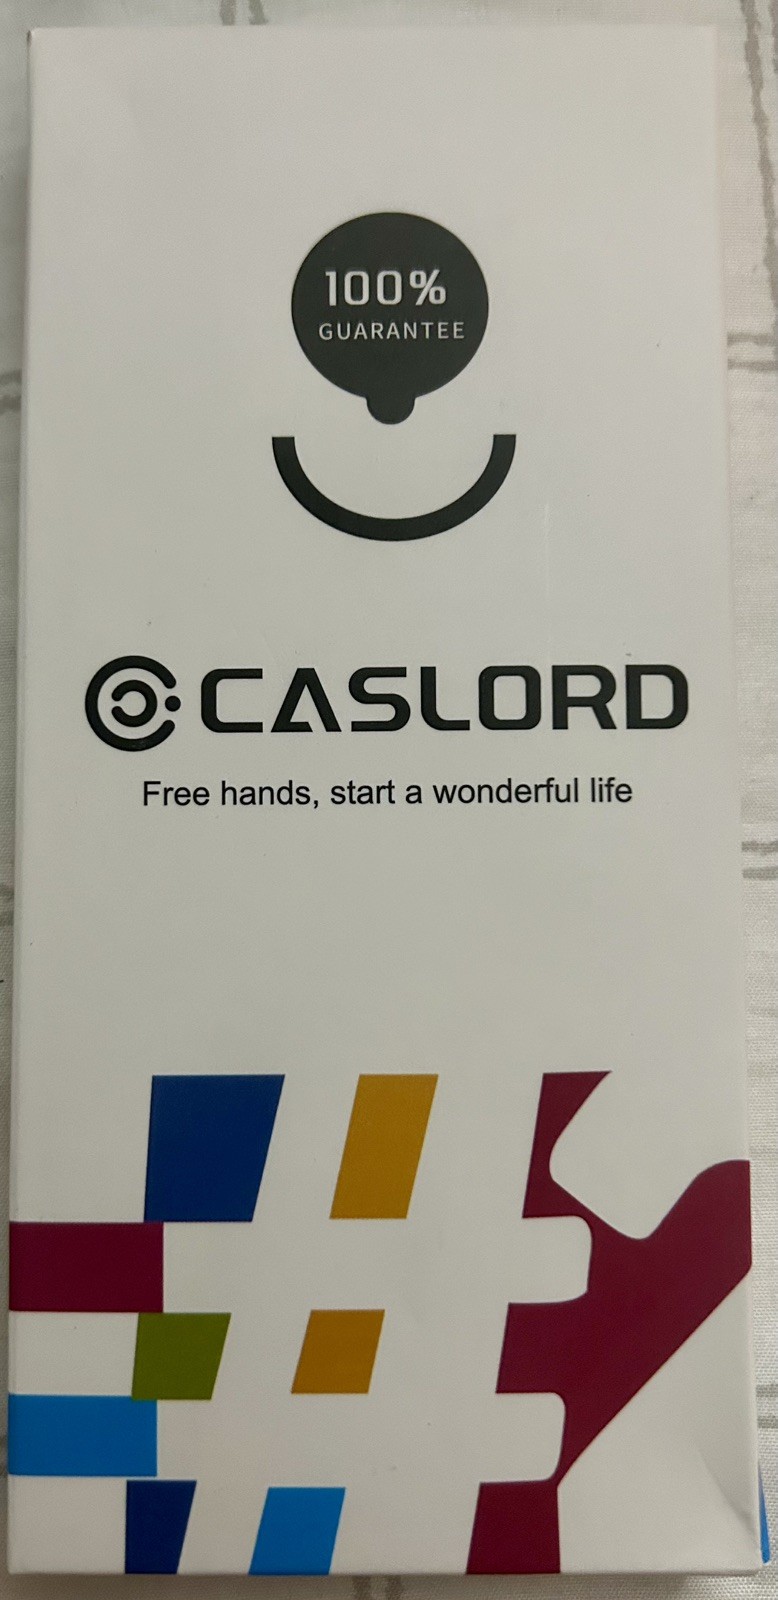 100%
GUARANTEE
CASLORD
Free hands, start a wonderful life